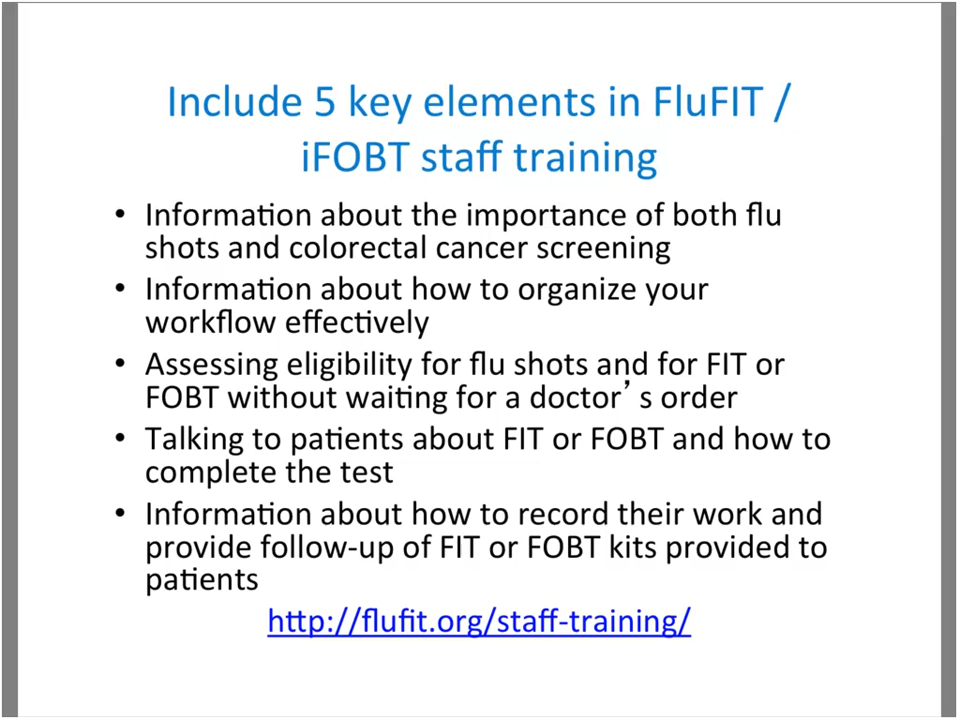 Include 5 key elements in FluFIT /
iFOBT staff training
• Information about the importance of both flu
shots and colorectal cancer screening
• Information about how to organize your
workflow effectively
• Assessing eligibility for flu shots and for FIT or
FOBT without waiting for a doctor’s order
• Talking to patients about FIT or FOBT and how to
complete the test
• Information about how to record their work and
provide follow-up of FIT or FOBT kits provided to
patients
http://flufit.org/staff-training/